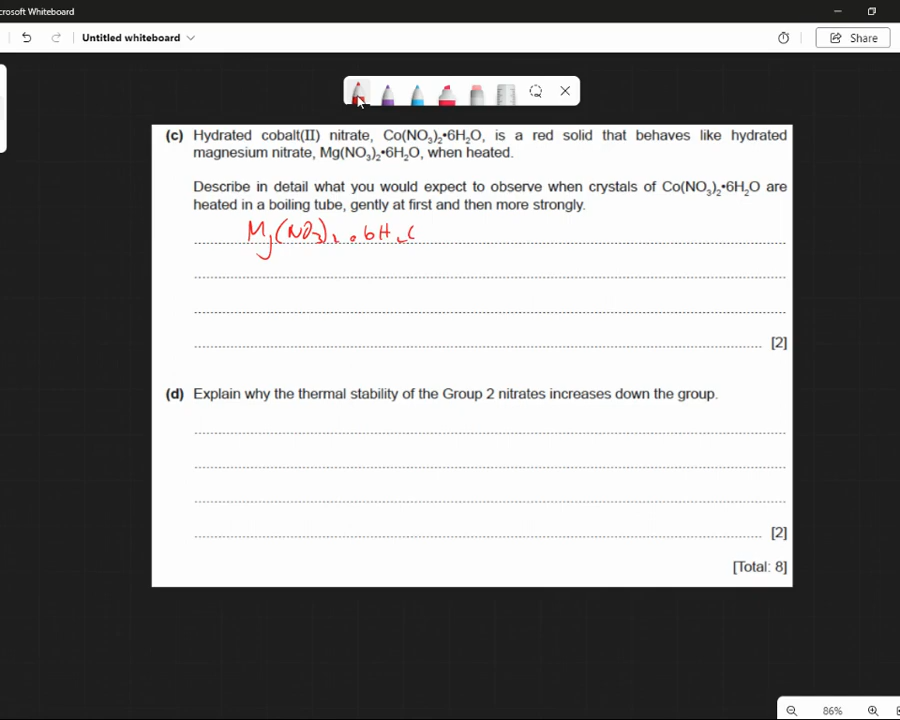 crosoft Whiteboard
Untitled whiteboard
Share
(c) Hydrated cobalt(II) nitrate, Co(NO₃)₂•6H₂O, is a red solid that behaves like hydrated
magnesium nitrate, Mg(NO₃)₂•6H₂O, when heated.
Describe in detail what you would expect to observe when crystals of Co(NO₃)₂•6H₂O are
heated in a boiling tube, gently at first and then more strongly.
Mg(NO₃)₂ . 6H₂
[2]
(d) Explain why the thermal stability of the Group 2 nitrates increases down the group.
[2]
[Total: 8]
86%